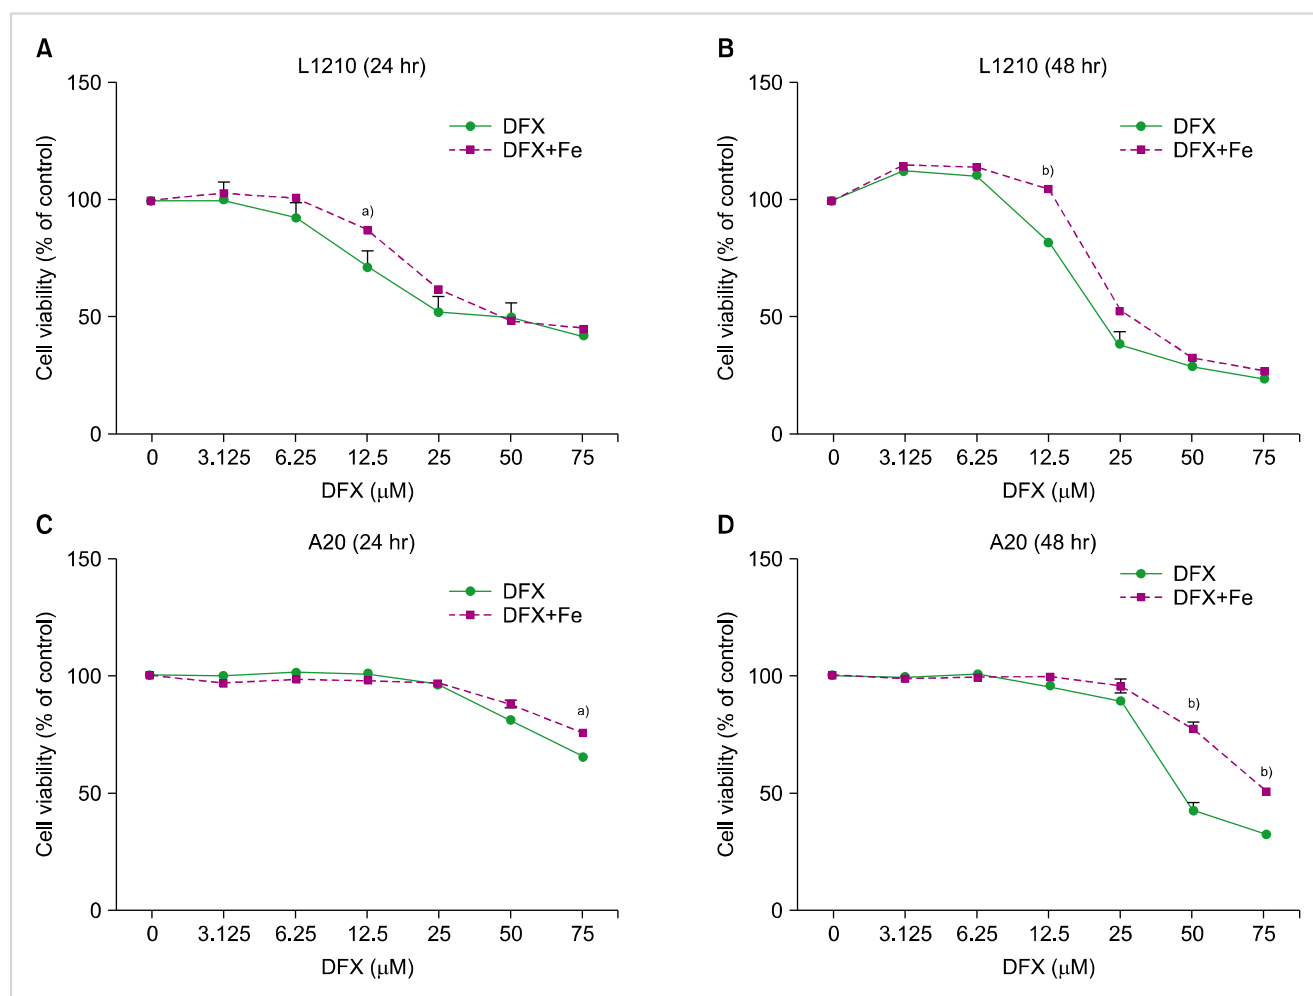 A
L1210 (24 hr)
150
100
50
0
Cell viability (% of control)
DFX
DFX+Fe
a)
0 3.125 6.25 12.5 25 50 75
DFX (μM)
B
L1210 (48 hr)
150
100
50
0
Cell viability (% of control)
DFX
DFX+Fe
b)
0 3.125 6.25 12.5 25 50 75
DFX (μM)
C
A20 (24 hr)
150
100
50
0
Cell viability (% of control)
DFX
DFX+Fe
a)
0 3.125 6.25 12.5 25 50 75
DFX (μM)
D
A20 (48 hr)
150
100
50
0
Cell viability (% of control)
DFX
DFX+Fe
b)
b)
0 3.125 6.25 12.5 25 50 75
DFX (μM)